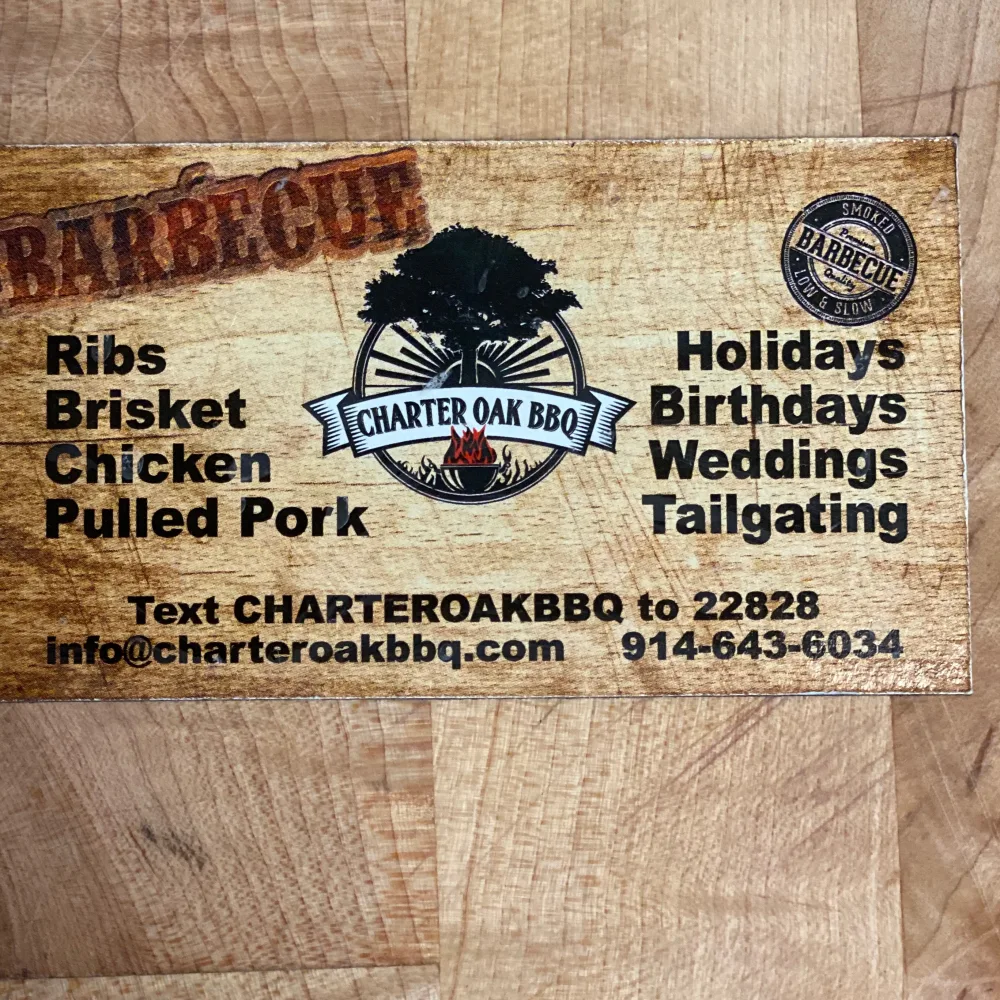 BARBECUE
SMOKED
Premium
BARBECUE
Quality
LOW & SLOW
CHARTER OAK BBQ
Ribs
Brisket
Chicken
Pulled Pork
Holidays
Birthdays
Weddings
Tailgating
Text CHARTEROAKBBQ to 22828
info@charteroakbbq.com 914-643-6034